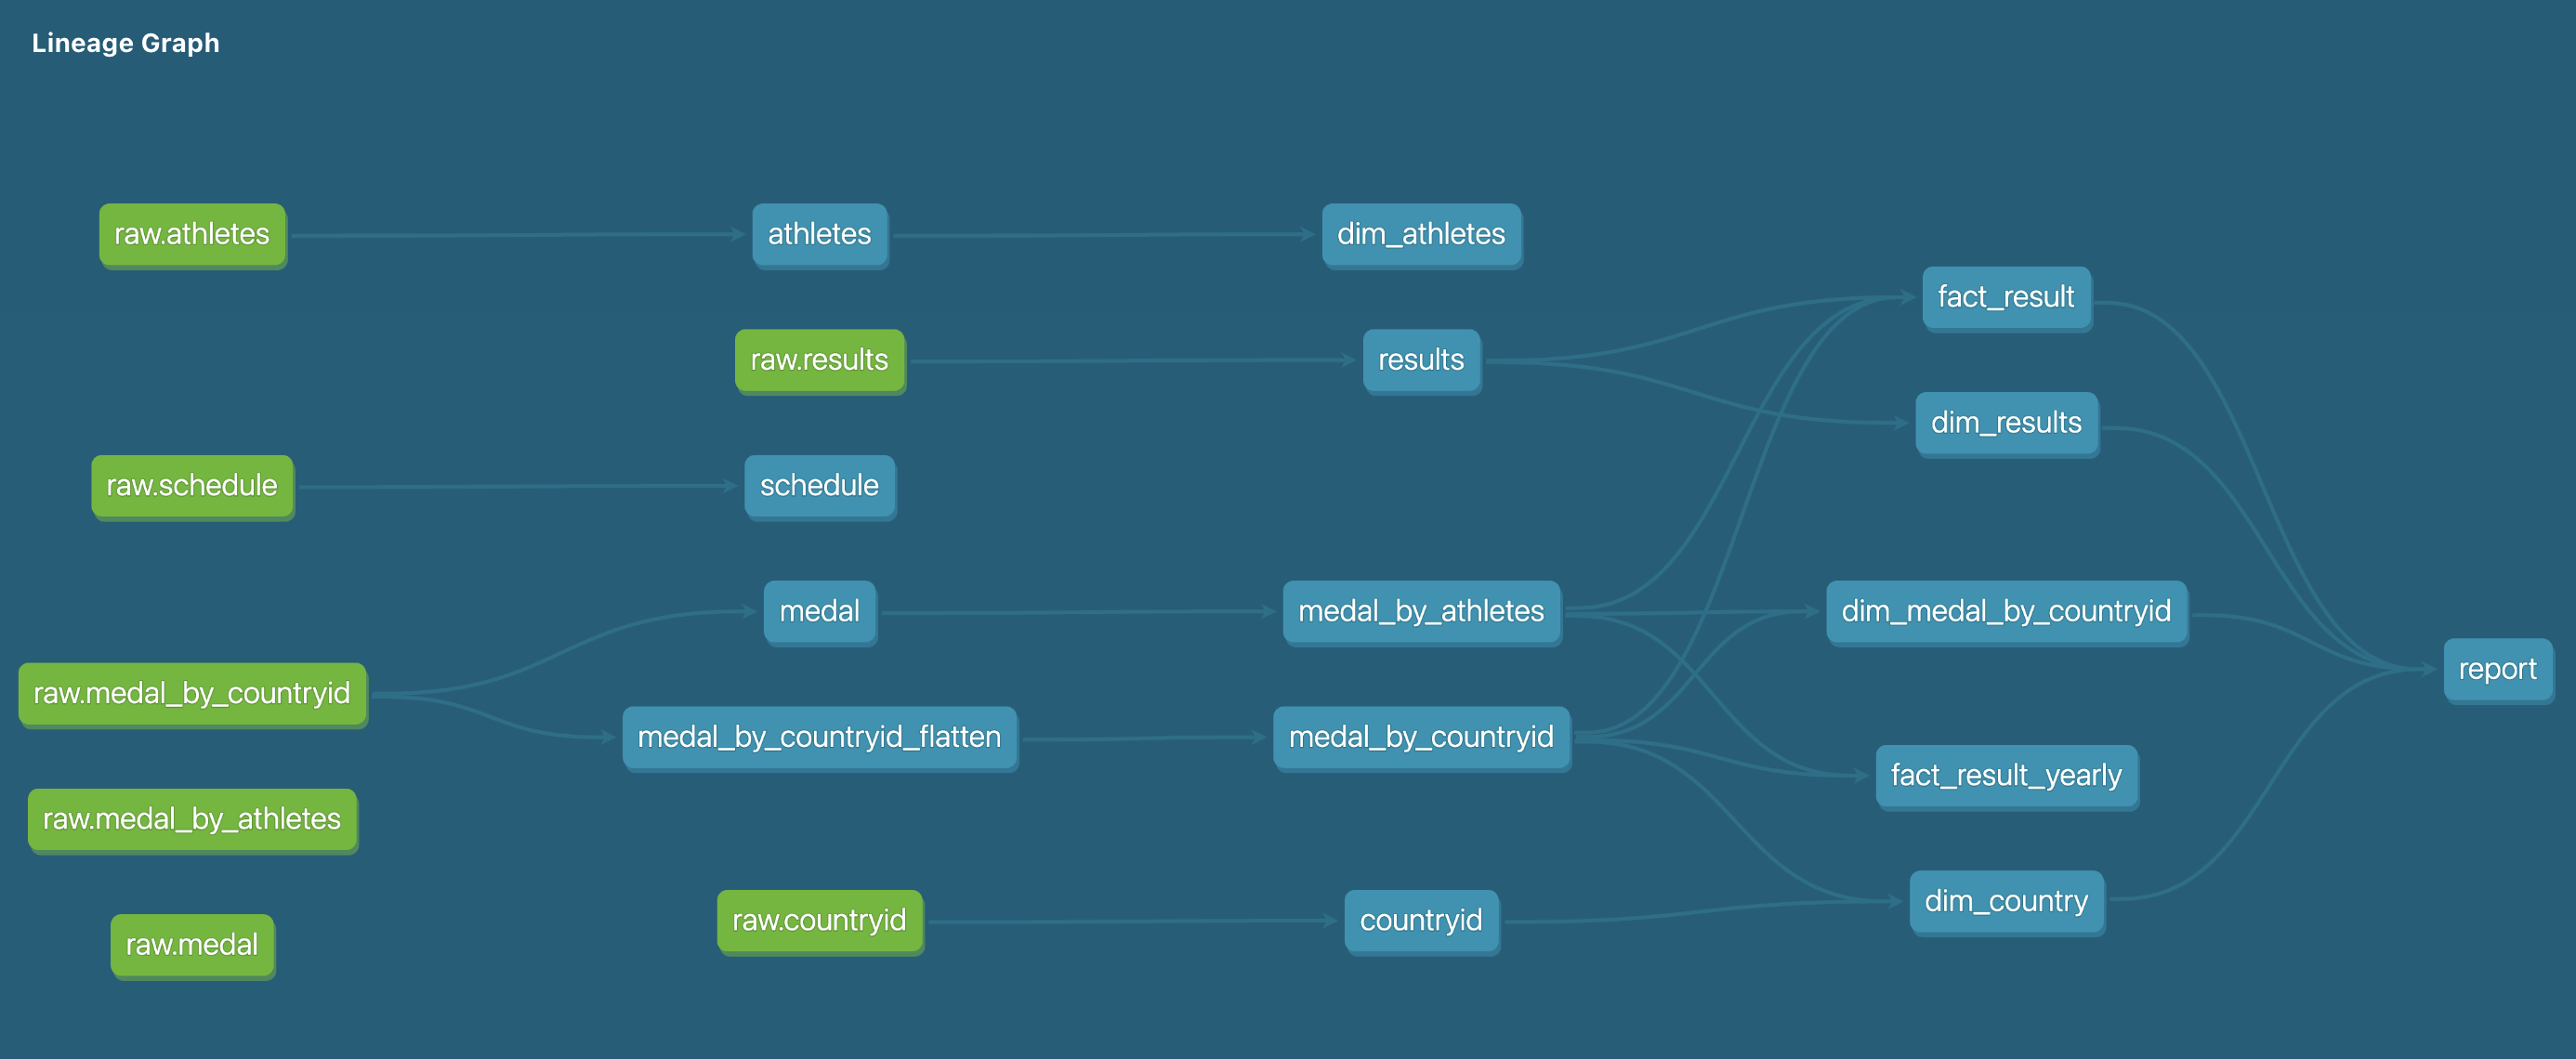 Lineage Graph
raw.athletes
athletes
dim_athletes
fact_result
raw.results
results
dim_results
raw.schedule
schedule
medal
medal_by_athletes
dim_medal_by_countryid
report
raw.medal_by_countryid
medal_by_countryid_flatten
medal_by_countryid
fact_result_yearly
raw.medal_by_athletes
raw.countryid
countryid
dim_country
raw.medal